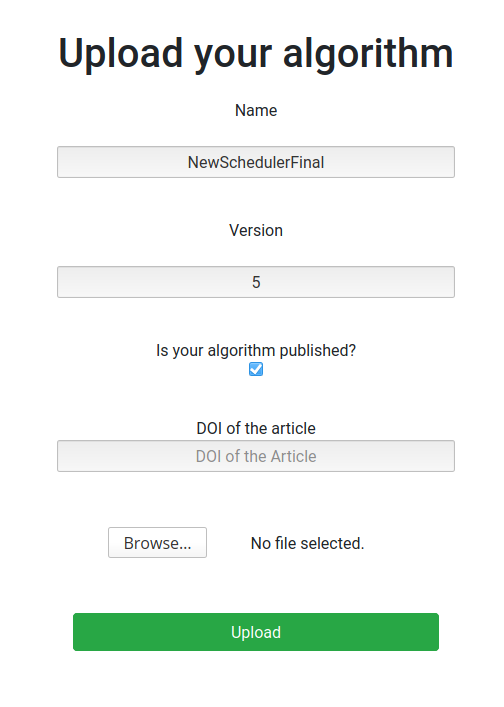 Upload your algorithm
Name
NewSchedulerFinal
Version
5
Is your algorithm published?
DOI of the article
DOI of the Article
Browse... No file selected.
Upload